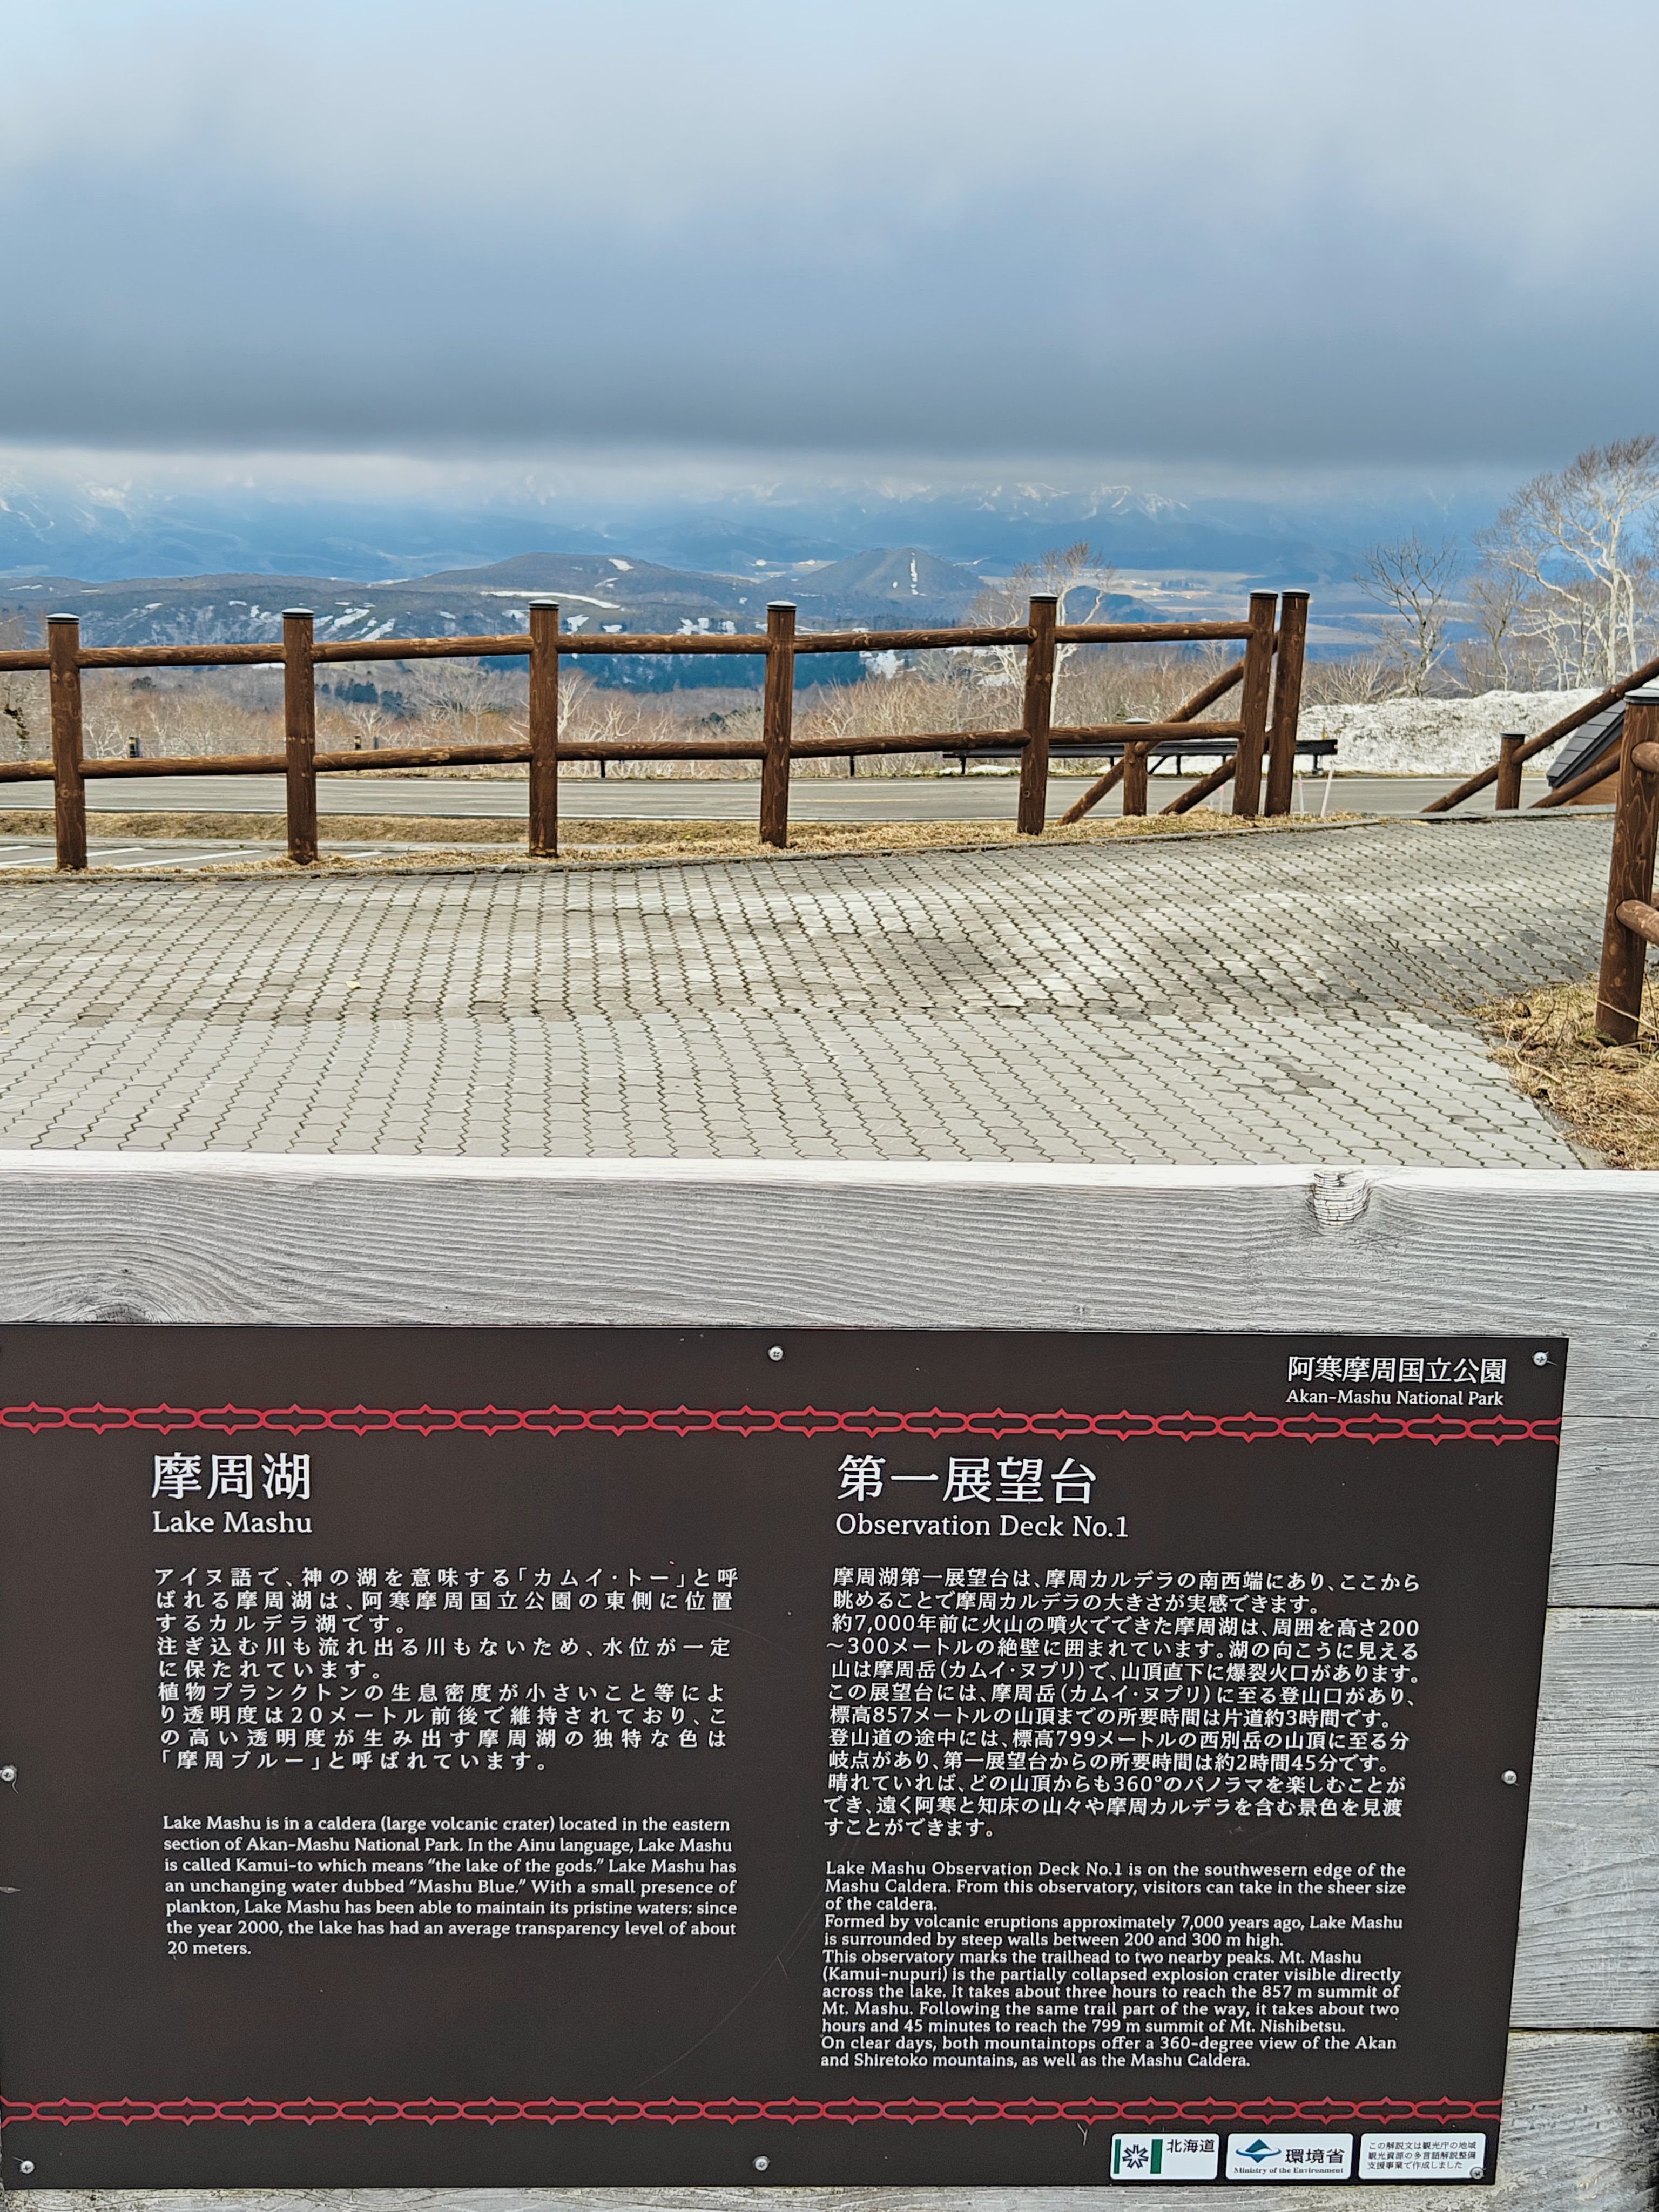 阿寒摩周国立公園
Akan-Mashu National Park
摩周湖
Lake Mashu
アイヌ語で、神の湖を意味する「カムイ・トー」と呼
ばれる摩周湖は、阿寒摩周国立公園の東側に位置
するカルデラ湖です。
注ぎ込む川も流れ出る川もないため、水位が一定
に保たれています。
植物プランクトンの生息密度が小さいこと等によ
り透明度は20メートル前後で維持されており、こ
の高い透明度が生み出す摩周湖の独特な色は
「摩周ブルー」と呼ばれています。
Lake Mashu is in a caldera (large volcanic crater) located in the eastern
section of Akan-Mashu National Park. In the Ainu language, Lake Mashu
is called Kamui-to which means “the lake of the gods.” Lake Mashu has
an unchanging water dubbed “Mashu Blue.” With a small presence of
plankton, Lake Mashu has been able to maintain its pristine waters: since
the year 2000, the lake has had an average transparency level of about
20 meters.
第一展望台
Observation Deck No.1
摩周湖第一展望台は、摩周カルデラの南西端にあり、ここから
眺めることで摩周カルデラの大きさが実感できます。
約7,000年前に火山の噴火でできた摩周湖は、周囲を高さ200
～300メートルの絶壁に囲まれています。湖の向こうに見える
山は摩周岳（カムイ・ヌプリ）で、山頂直下に爆裂火口があります。
この展望台には、摩周岳（カムイ・ヌプリ）に至る登山口があり、
標高857メートルの山頂までの所要時間は片道約3時間です。
登山道の途中には、標高799メートルの西別岳の山頂に至る分
岐点があり、第一展望台からの所要時間は約2時間45分です。
晴れていれば、どの山頂からも360°のパノラマを楽しむことが
でき、遠く阿寒と知床の山々や摩周カルデラを含む景色を見渡
すことができます。
Lake Mashu Observation Deck No.1 is on the southwesern edge of the
Mashu Caldera. From this observatory, visitors can take in the sheer size
of the caldera.
Formed by volcanic eruptions approximately 7,000 years ago, Lake Mashu
is surrounded by steep walls between 200 and 300 m high.
This observatory marks the trailhead to two nearby peaks. Mt. Mashu
(Kamui-nupuri) is the partially collapsed explosion crater visible directly
across the lake. It takes about three hours to reach the 857 m summit of
Mt. Mashu. Following the same trail part of the way, it takes about two
hours and 45 minutes to reach the 799 m summit of Mt. Nishibetsu.
On clear days, both mountaintops offer a 360-degree view of the Akan
and Shiretoko mountains, as well as the Mashu Caldera.
北海道
環境省
Ministry of the Environment
この解説文は観光庁の地域
観光資源の多言語解説整備
支援事業で作成しました